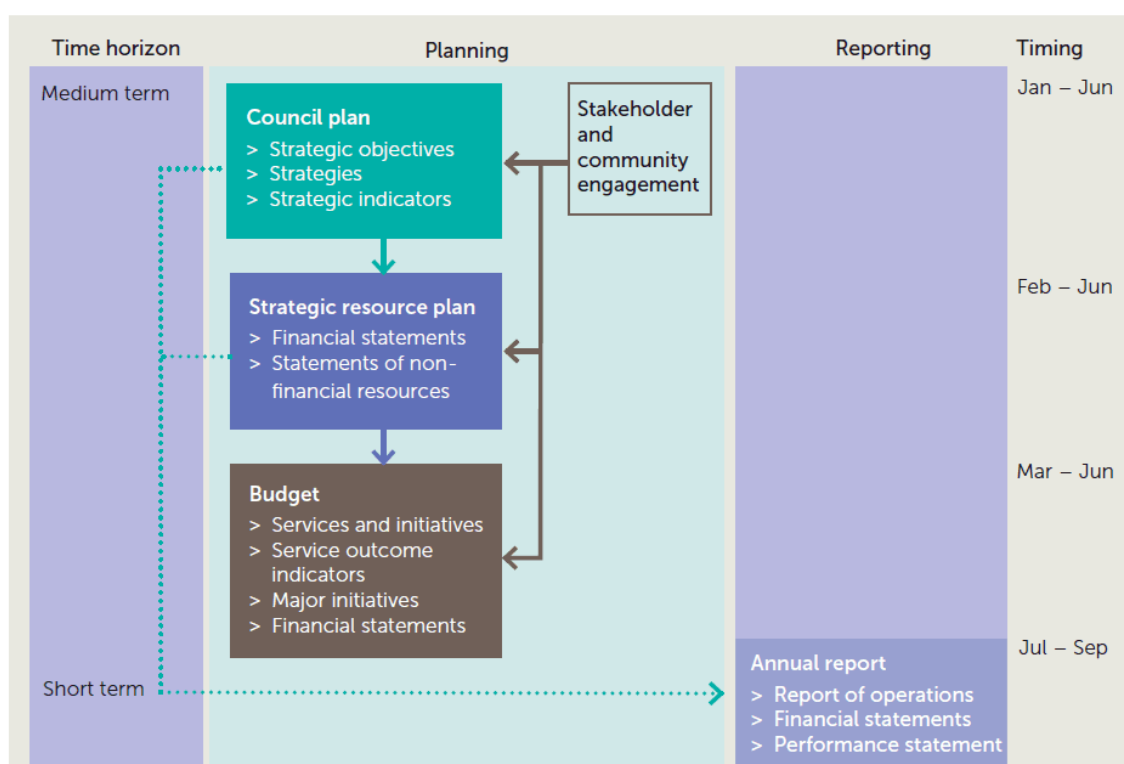 Time horizon
Planning
Reporting
Timing
Medium term
Jan – Jun
Council plan
> Strategic objectives
> Strategies
> Strategic indicators
Stakeholder
and
community
engagement
Feb – Jun
Strategic resource plan
> Financial statements
> Statements of non-
financial resources
Mar – Jun
Budget
> Services and initiatives
> Service outcome
indicators
> Major initiatives
> Financial statements
Jul – Sep
Short term
Annual report
> Report of operations
> Financial statements
> Performance statement